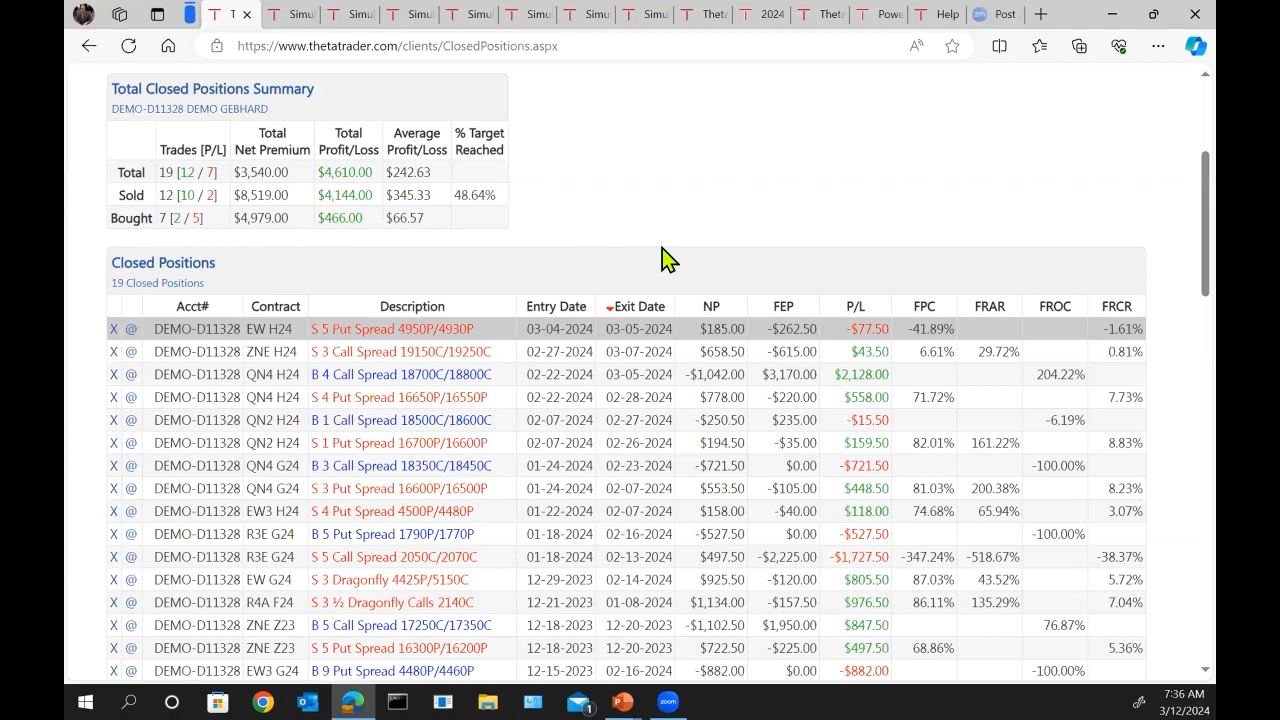 T
Simul
Simul
Simul
Simul
Simul
Simul
Simul
Theta
2024
Theta
Powe
Help
zm Post
https://www.thetatrader.com/clients/ClosedPositions.aspx
Total Closed Positions Summary
DEMO-D11328 DEMO GEBHARD
Trades [P/L] Total Net Premium Total Profit/Loss Average Profit/Loss % Target Reached
Total 19 [12 / 7] $3,540.00 $4,610.00 $242.63
Sold 12 [10 / 2] $8,519.00 $4,144.00 $345.33 48.64%
Bought 7 [2 / 5] $4,979.00 $466.00 $66.57
Closed Positions
19 Closed Positions
Acct# Contract Description Entry Date Exit Date NP FEP P/L FPC FRAR FROC FRCR
X @ DEMO-D11328 EW H24 S 5 Put Spread 4950P/4930P 03-04-2024 03-05-2024 $185.00 -$262.50 -$77.50 -41.89% -1.61%
X @ DEMO-D11328 ZNE H24 S 3 Call Spread 19150C/19250C 02-27-2024 03-07-2024 $658.50 -$615.00 $43.50 6.61% 29.72% 0.81%
X @ DEMO-D11328 QN4 H24 B 4 Call Spread 18700C/18800C 02-22-2024 03-05-2024 -$1,042.00 $3,170.00 $2,128.00 204.22%
X @ DEMO-D11328 QN4 H24 S 4 Put Spread 16650P/16550P 02-22-2024 02-28-2024 $778.00 -$220.00 $558.00 71.72% 7.73%
X @ DEMO-D11328 QN2 H24 B 1 Call Spread 18500C/18600C 02-07-2024 02-27-2024 -$250.50 $235.00 -$15.50 -6.19%
X @ DEMO-D11328 QN2 H24 S 1 Put Spread 16700P/16600P 02-07-2024 02-26-2024 $194.50 -$35.00 $159.50 82.01% 161.22% 8.83%
X @ DEMO-D11328 QN4 G24 B 3 Call Spread 18350C/18450C 01-24-2024 02-23-2024 -$721.50 $0.00 -$721.50 -100.00%
X @ DEMO-D11328 QN4 G24 S 3 Put Spread 16600P/16500P 01-24-2024 02-07-2024 $553.50 -$105.00 $448.50 81.03% 200.38% 8.23%
X @ DEMO-D11328 EW3 H24 S 4 Put Spread 4500P/4480P 01-22-2024 02-07-2024 $158.00 -$40.00 $118.00 74.68% 65.94% 3.07%
X @ DEMO-D11328 R3E G24 B 5 Put Spread 1790P/1770P 01-18-2024 02-16-2024 -$527.50 $0.00 -$527.50 -100.00%
X @ DEMO-D11328 R3E G24 S 5 Call Spread 2050C/2070C 01-18-2024 02-13-2024 $497.50 -$2,225.00 -$1,727.50 -347.24% -518.67% -38.37%
X @ DEMO-D11328 EW G24 S 3 Dragonfly 4425P/5150C 12-29-2023 02-14-2024 $925.50 -$120.00 $805.50 87.03% 43.52% 5.72%
X @ DEMO-D11328 R4A F24 S 3 ½ Dragonfly Calls 2140C 12-21-2023 01-08-2024 $1,134.00 -$157.50 $976.50 86.11% 135.29% 7.04%
X @ DEMO-D11328 ZNE Z23 B 5 Call Spread 17250C/17350C 12-18-2023 12-20-2023 -$1,102.50 $1,950.00 $847.50 76.87%
X @ DEMO-D11328 ZNE Z23 S 5 Put Spread 16300P/16200P 12-18-2023 12-20-2023 $722.50 -$225.00 $497.50 68.86% 5.36%
X @ DEMO-D11328 EW3 G24 B 9 Put Spread 4480P/4460P 12-15-2023 02-16-2024 -$882.00 $0.00 -$882.00 -100.00%
7:36 AM
3/12/2024